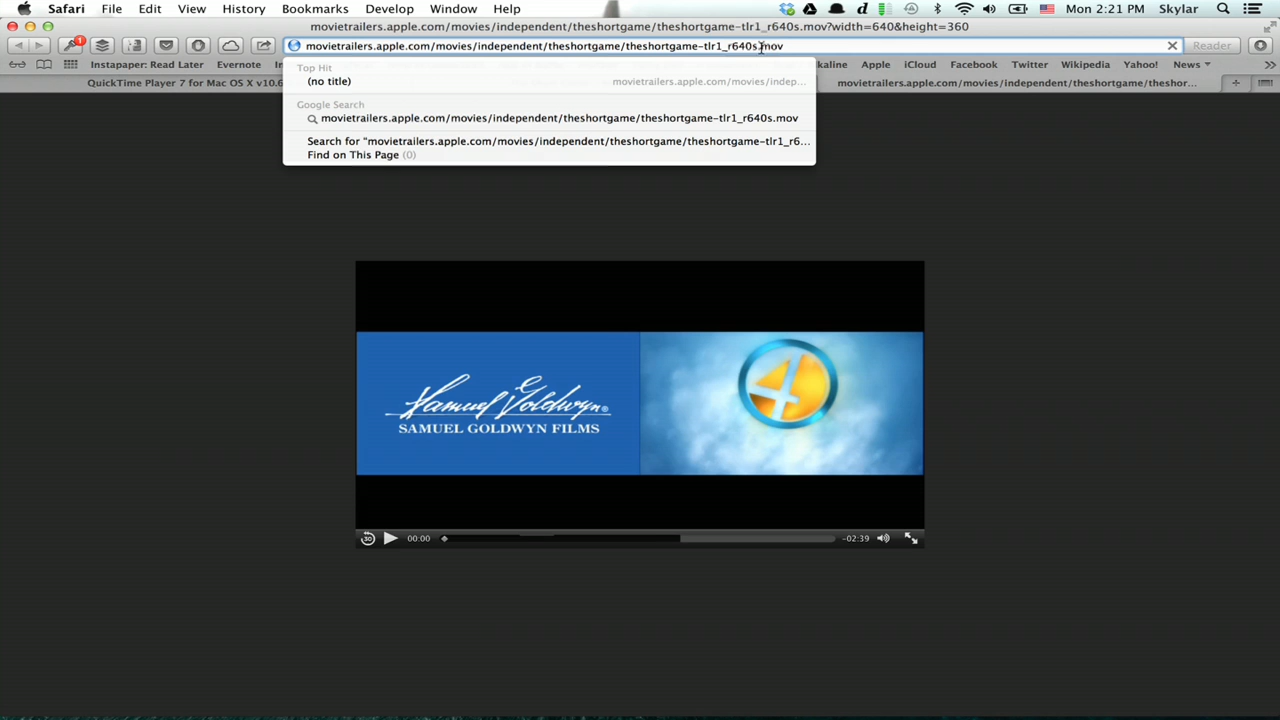 Safari File Edit View History Bookmarks Develop Window Help Mon 2:21 PM Skylar
movietrailers.apple.com/movies/independent/theshortgame/theshortgame-tlr1_r640s.mov?width=640&height=360
movietrailers.apple.com/movies/independent/theshortgame/theshortgame-tlr1_r640s.mov Reader
Instapaper: Read Later Evernote kaline Apple iCloud Facebook Twitter Wikipedia Yahoo! News
QuickTime Player 7 for Mac OS X v10.6 movietrailers.apple.com/movies/independent/theshortgame/theshor...
Top Hit
(no title) movietrailers.apple.com/movies/indep...
Google Search
movietrailers.apple.com/movies/independent/theshortgame/theshortgame-tlr1_r640s.mov
Search for "movietrailers.apple.com/movies/independent/theshortgame/theshortgame-tlr1_r6...
Find on This Page (0)
Samuel Goldwyn®
SAMUEL GOLDWYN FILMS
4
30 00:00 -02:39